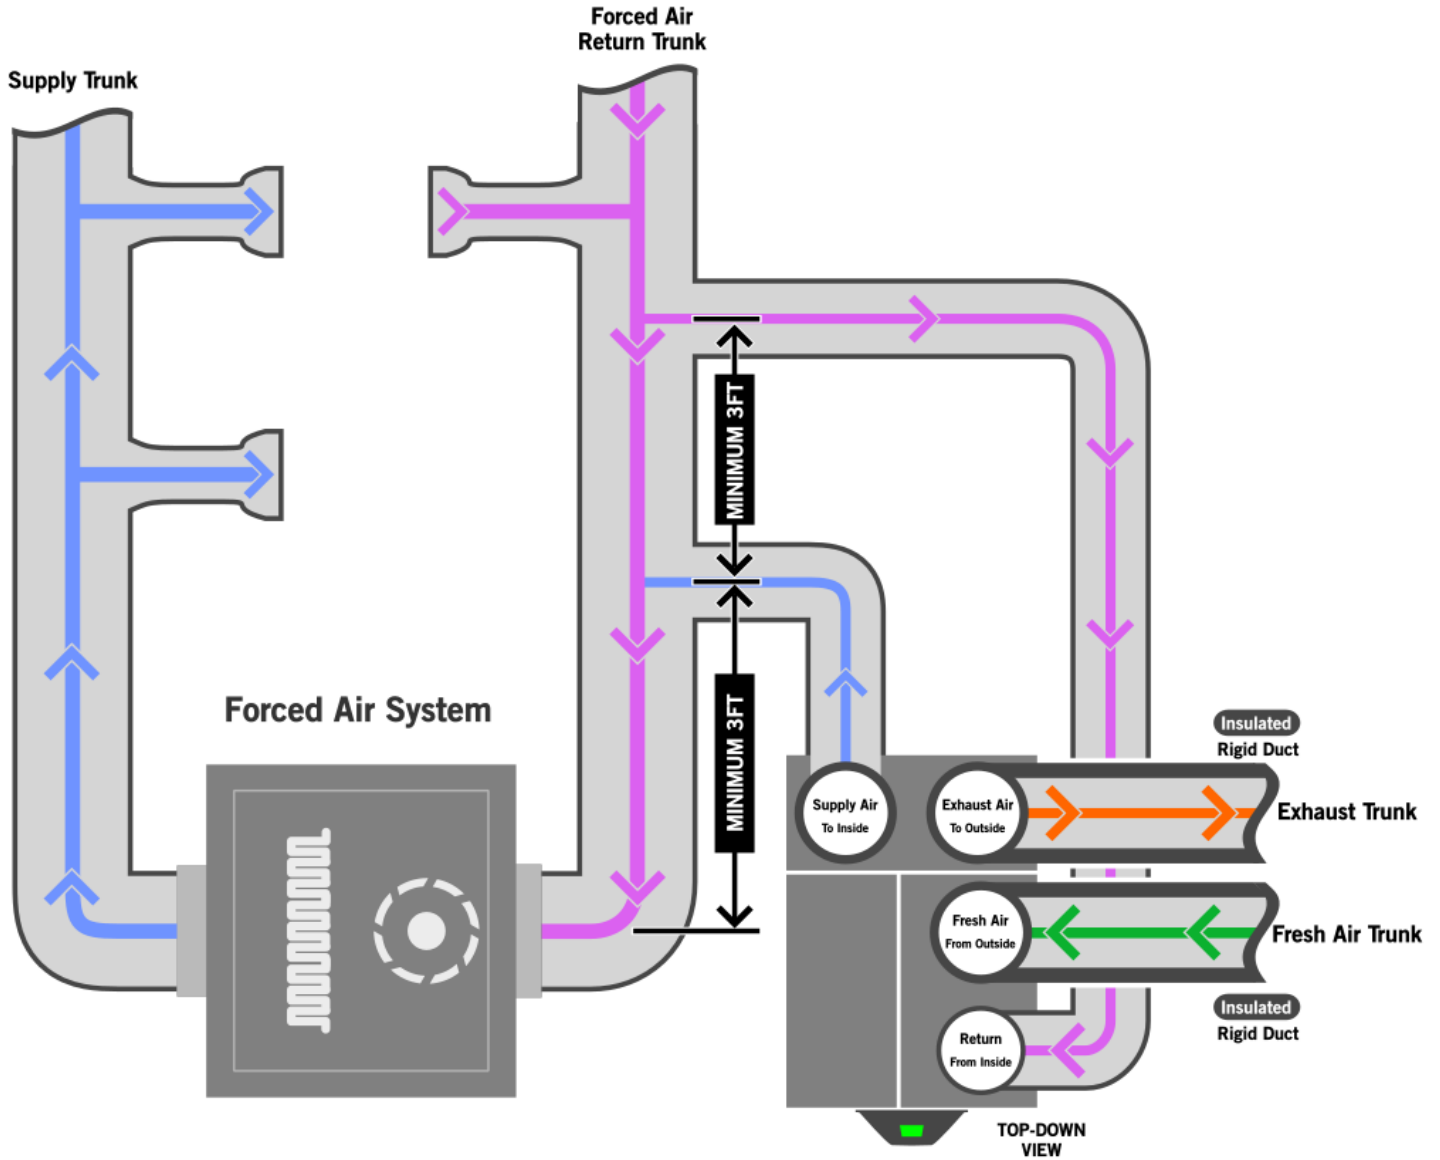 Forced Air
Return Trunk
Supply Trunk
MINIMUM 3FT
MINIMUM 3FT
Forced Air System
Insulated
Rigid Duct
Supply Air
To Inside
Exhaust Air
To Outside
Exhaust Trunk
Fresh Air
From Outside
Fresh Air Trunk
Insulated
Rigid Duct
Return
From Inside
TOP-DOWN
VIEW